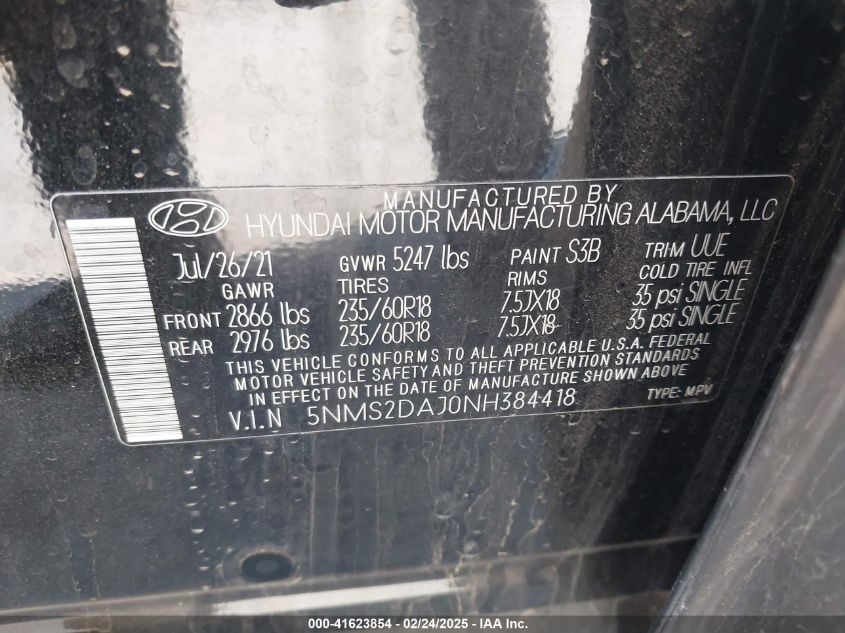 MANUFACTURED BY
HYUNDAI MOTOR MANUFACTURING ALABAMA, LLC
Jul/26/21 GVWR 5247 lbs PAINT S3B TRIM UUE
GAWR TIRES RIMS COLD TIRE INFL
FRONT 2866 lbs 235/60R18 7.5JX18 35 psi SINGLE
REAR 2976 lbs 235/60R18 7.5JX18 35 psi SINGLE
THIS VEHICLE CONFORMS TO ALL APPLICABLE U.S.A. FEDERAL
MOTOR VEHICLE SAFETY AND THEFT PREVENTION STANDARDS
IN EFFECT ON THE DATE OF MANUFACTURE SHOWN ABOVE
V.I.N 5NMS2DAJ0NH384418 TYPE: MPV
000-41623854 - 02/24/2025 - IAA Inc.